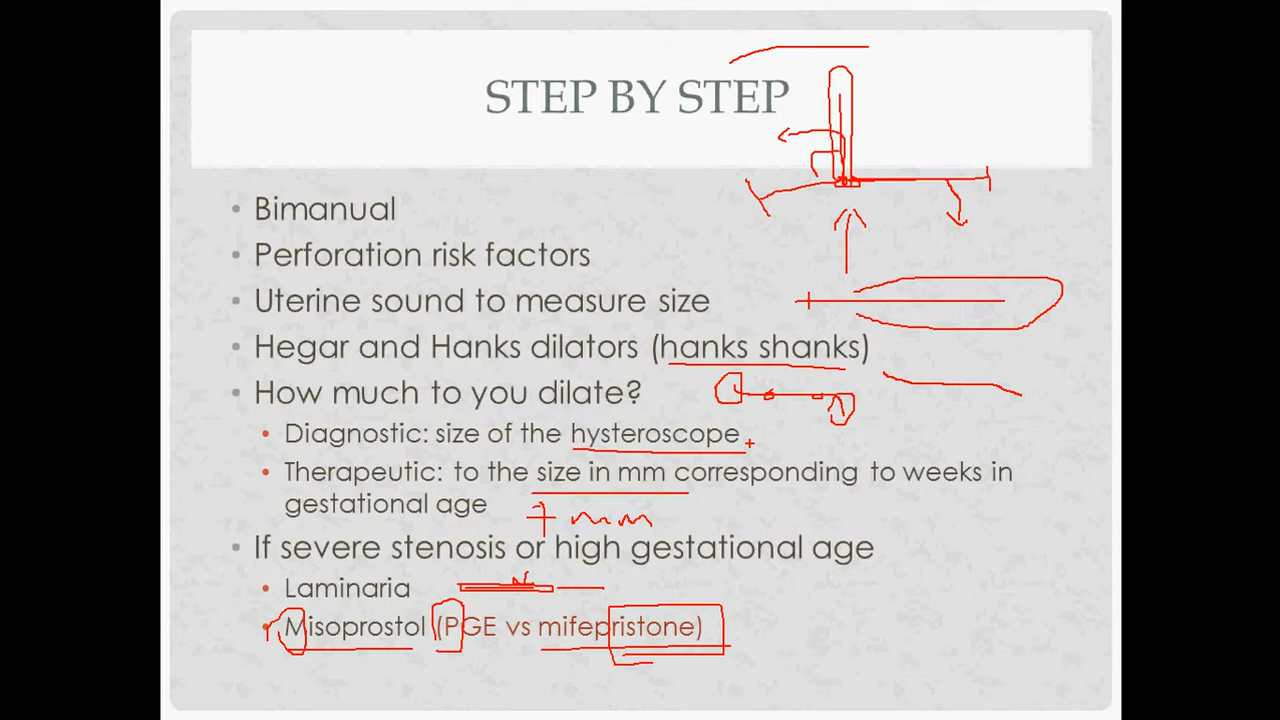 STEP BY STEP
• Bimanual
• Perforation risk factors
• Uterine sound to measure size
• Hegar and Hanks dilators (hanks shanks)
• How much to you dilate?
• Diagnostic: size of the hysteroscope
• Therapeutic: to the size in mm corresponding to weeks in
gestational age
7 mm
• If severe stenosis or high gestational age
• Laminaria
• Misoprostol (PGE vs mifepristone)